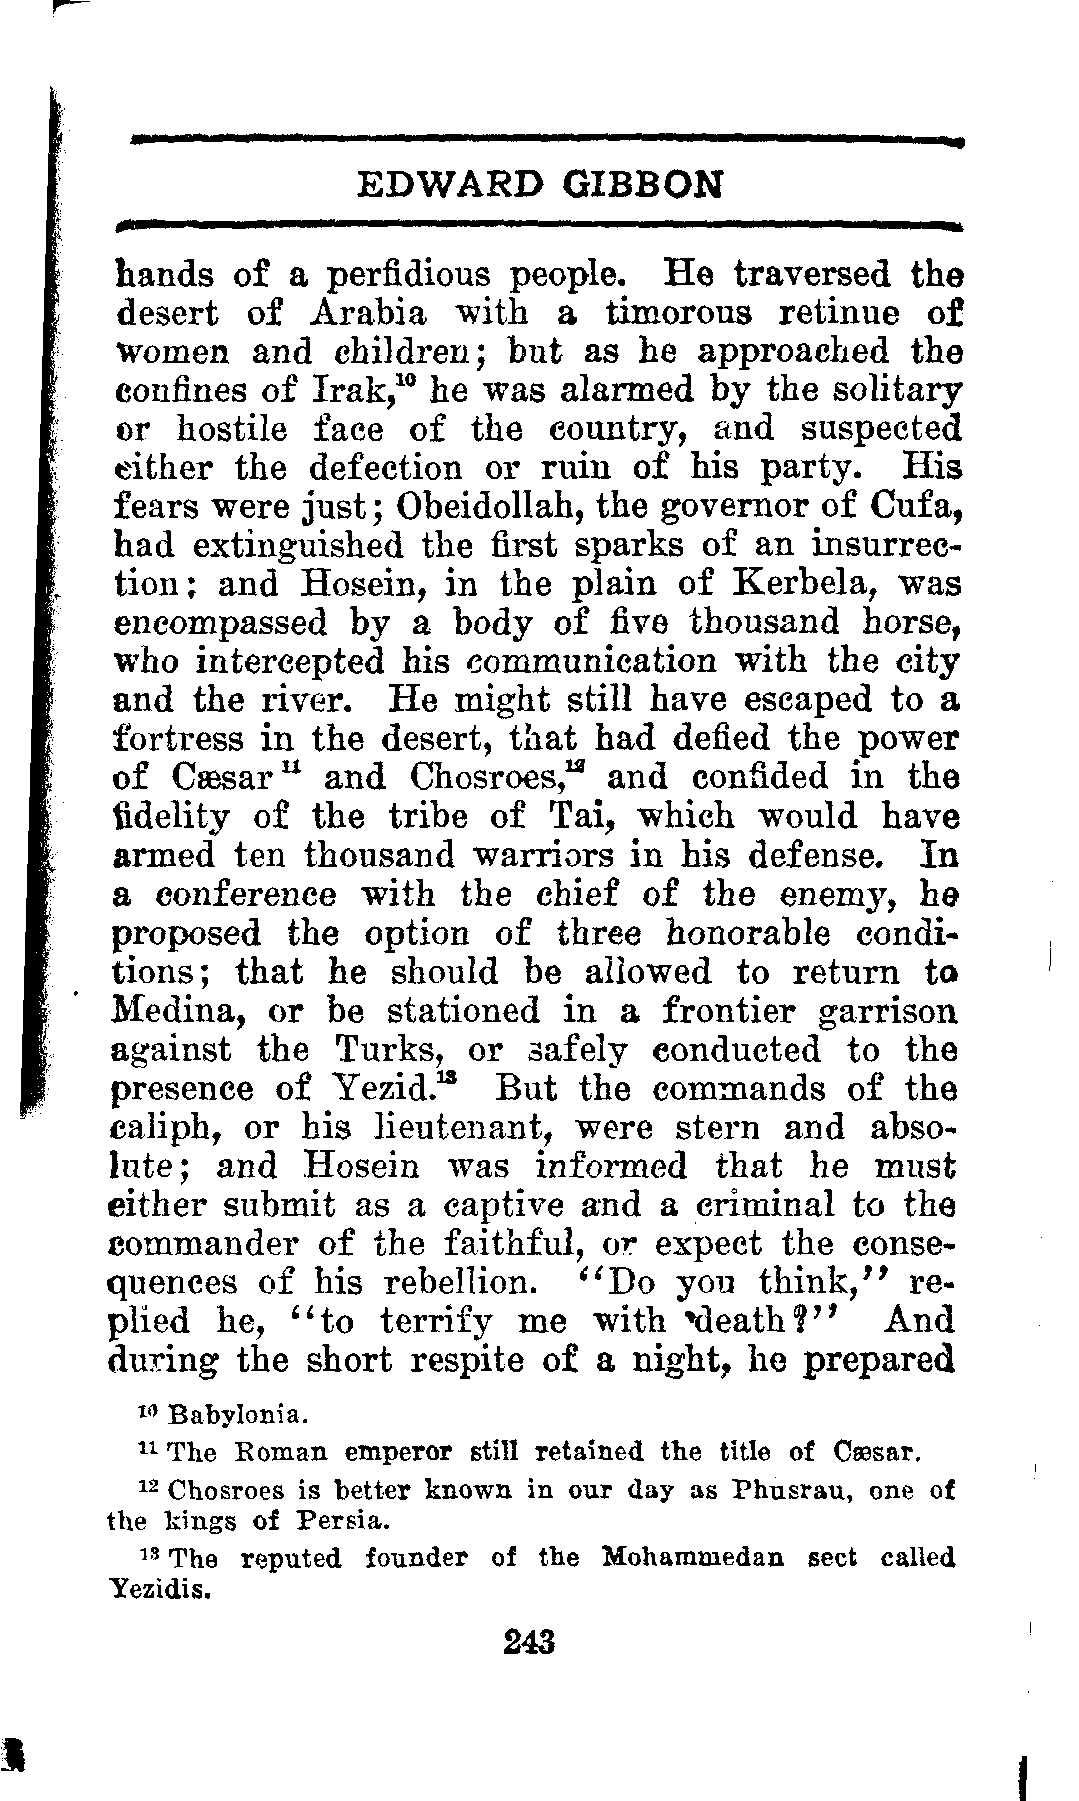 EDWARD GIBBON
hands of a perfidious people. He traversed the
desert of Arabia with a timorous retinue of
women and children; but as he approached the
confines of Irak,¹⁰ he was alarmed by the solitary
or hostile face of the country, and suspected
either the defection or ruin of his party. His
fears were just; Obeidollah, the governor of Cufa,
had extinguished the first sparks of an insurrec-
tion; and Hosein, in the plain of Kerbela, was
encompassed by a body of five thousand horse,
who intercepted his communication with the city
and the river. He might still have escaped to a
fortress in the desert, that had defied the power
of Cæsar¹¹ and Chosroes,¹² and confided in the
fidelity of the tribe of Tai, which would have
armed ten thousand warriors in his defense. In
a conference with the chief of the enemy, he
proposed the option of three honorable condi-
tions; that he should be allowed to return to
Medina, or be stationed in a frontier garrison
against the Turks, or safely conducted to the
presence of Yezid.¹³ But the commands of the
caliph, or his lieutenant, were stern and abso-
lute; and Hosein was informed that he must
either submit as a captive and a criminal to the
commander of the faithful, or expect the conse-
quences of his rebellion. "Do you think," re-
plied he, "to terrify me with death?" And
during the short respite of a night, he prepared
¹⁰ Babylonia.
¹¹ The Roman emperor still retained the title of Cæsar.
¹² Chosroes is better known in our day as Phusrau, one of
the kings of Persia.
¹³ The reputed founder of the Mohammedan sect called
Yezidis.
243